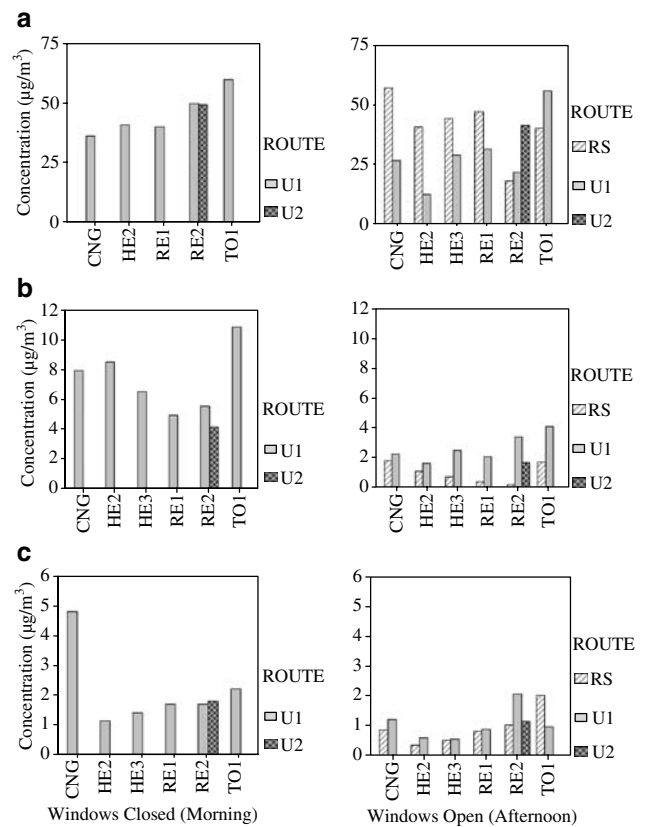 a
75
50
25
0
Concentration (µg/m³)
CNG
HE2
RE1
RE2
TO1
ROUTE
U1
U2
75
50
25
0
CNG
HE2
HE3
RE1
RE2
TO1
ROUTE
RS
U1
U2
b
12
10
8
6
4
2
0
Concentration (µg/m³)
CNG
HE2
HE3
RE1
RE2
TO1
ROUTE
U1
U2
12
10
8
6
4
2
0
CNG
HE2
HE3
RE1
RE2
TO1
ROUTE
RS
U1
U2
c
6
5
4
3
2
1
0
Concentration (µg/m³)
CNG
HE2
HE3
RE1
RE2
TO1
ROUTE
U1
U2
Windows Closed (Morning)
6
5
4
3
2
1
0
CNG
HE2
HE3
RE1
RE2
TO1
ROUTE
RS
U1
U2
Windows Open (Afternoon)